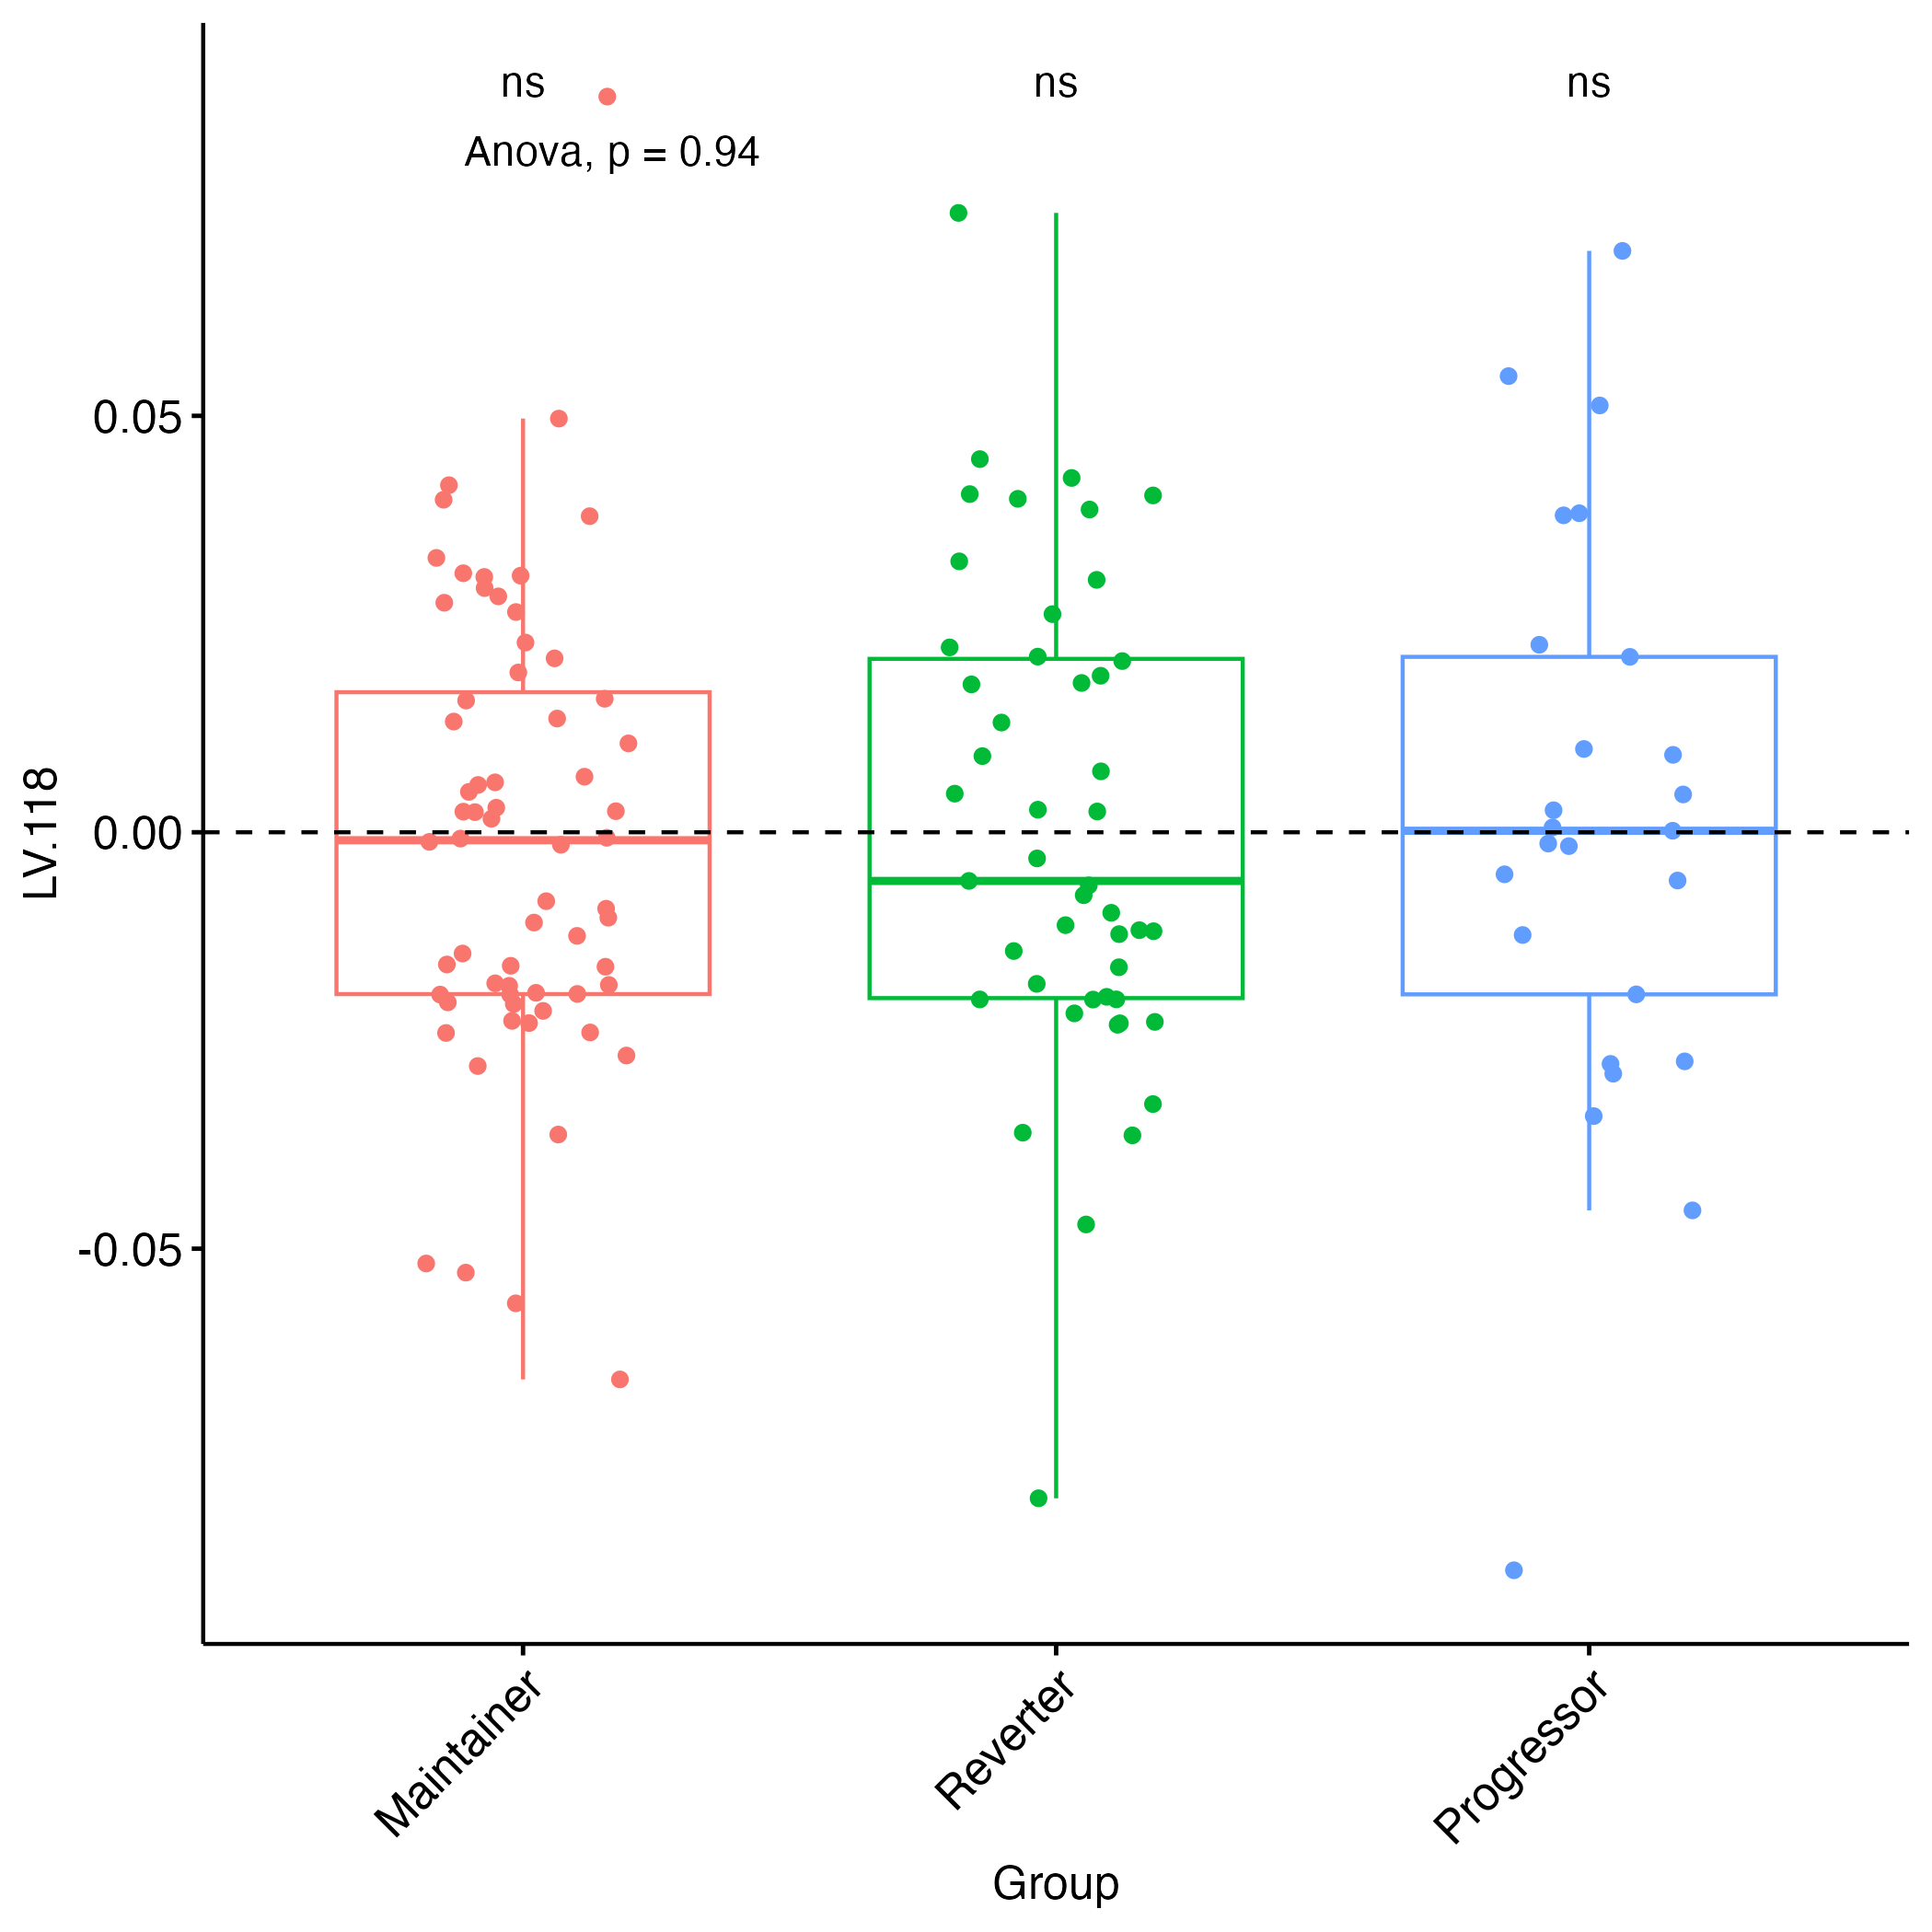 ns ns ns
Anova, p = 0.94
0.05
0.00
-0.05
LV.118
Maintainer Reverter Progressor
Group